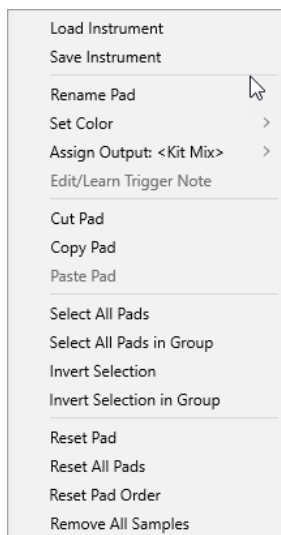 Load Instrument
Save Instrument
Rename Pad
Set Color
Assign Output: <Kit Mix>
Edit/Learn Trigger Note
Cut Pad
Copy Pad
Paste Pad
Select All Pads
Select All Pads in Group
Invert Selection
Invert Selection in Group
Reset Pad
Reset All Pads
Reset Pad Order
Remove All Samples